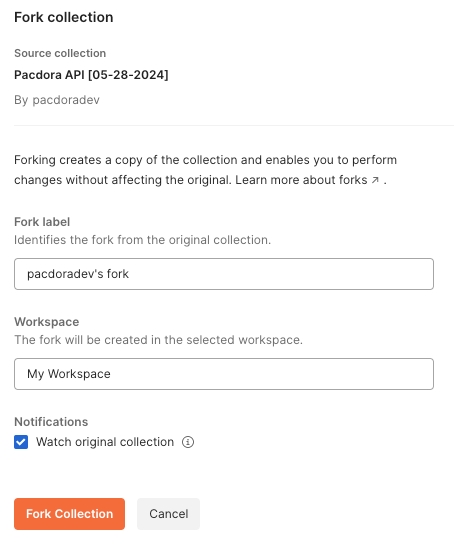 Fork collection
Source collection
Pacdora API [05-28-2024]
By pacdoradev
Forking creates a copy of the collection and enables you to perform
changes without affecting the original. Learn more about forks ↗ .
Fork label
Identifies the fork from the original collection.
pacdoradev's fork
Workspace
The fork will be created in the selected workspace.
My Workspace
Notifications
Watch original collection
Fork Collection
Cancel